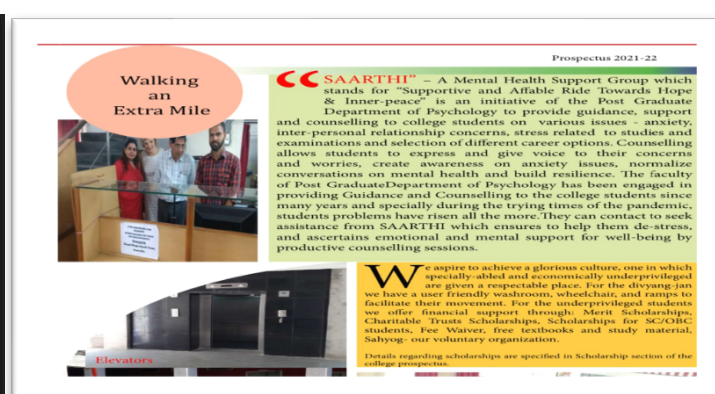 Prospectus 2021-22
Walking
an
Extra Mile
“SAARTHI” – A Mental Health Support Group which
stands for “Supportive and Affable Ride Towards Hope
& Inner-peace” is an initiative of the Post Graduate
Department of Psychology to provide guidance, support
and counselling to college students on various issues - anxiety,
inter-personal relationship concerns, stress related to studies and
examinations and selection of different career options. Counselling
allows students to express and give voice to their concerns
and worries, create awareness on anxiety issues, normalize
conversations on mental health and build resilience. The faculty
of Post GraduateDepartment of Psychology has been engaged in
providing Guidance and Counselling to the college students since
many years and specially during the trying times of the pandemic,
students problems have risen all the more.They can contact to seek
assistance from SAARTHI which ensures to help them de-stress,
and ascertains emotional and mental support for well-being by
productive counselling sessions.
We aspire to achieve a glorious culture, one in which
specially-abled and economically underprivileged
are given a respectable place. For the divyang-jan
we have a user friendly washroom, wheelchair, and ramps to
facilitate their movement. For the underprivileged students
we offer financial support through: Merit Scholarships,
Charitable Trusts Scholarships, Scholarships for SC/OBC
students, Fee Waiver, free textbooks and study material,
Sahyog- our voluntary organization.
Details regarding scholarships are specified in Scholarship section of the
college prospectus.
Elevators